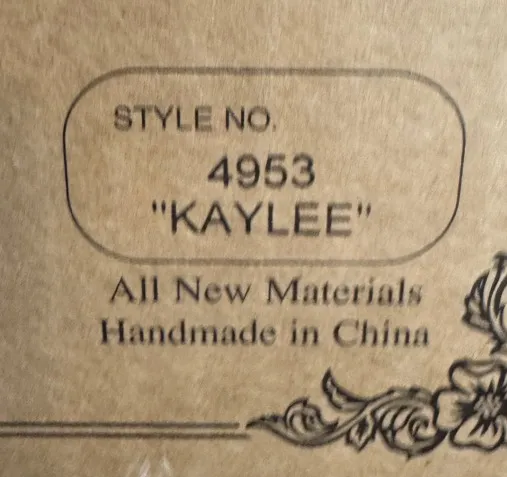 STYLE NO.
4953
"KAYLEE"
All New Materials
Handmade in China